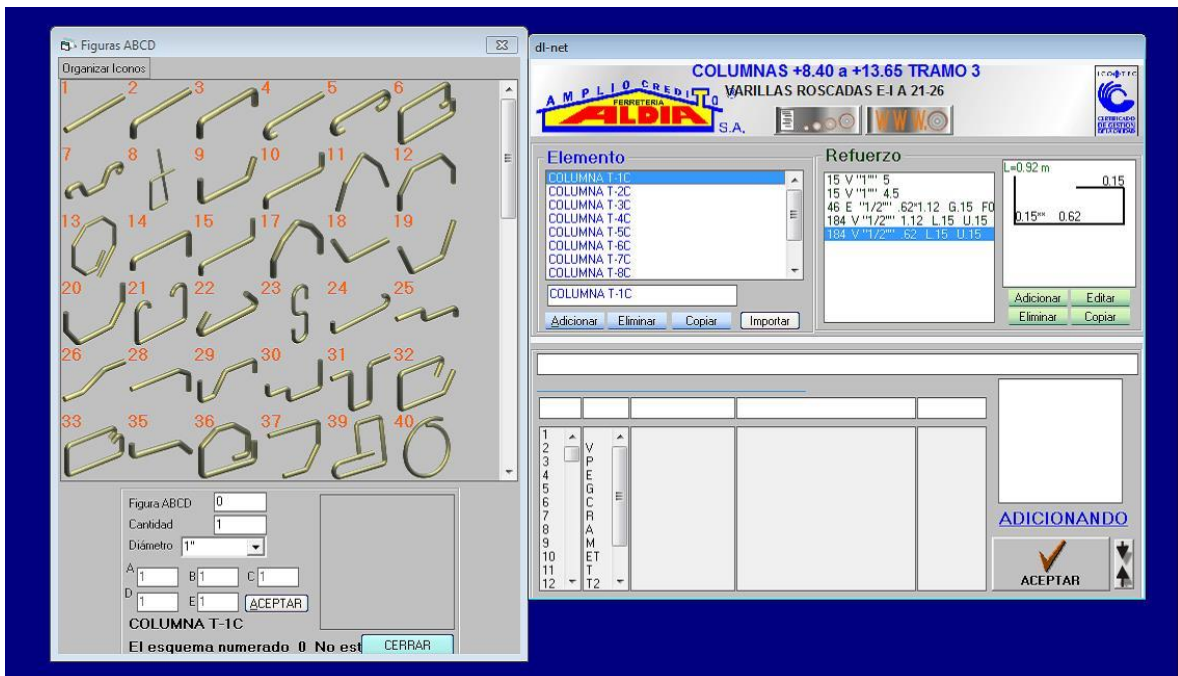 Figuras ABCD
Organizar Iconos
1 2 3 4 5 6
7 8 9 10 11 12
13 14 15 17 18 19
20 21 22 23 24 25
26 28 29 30 31 32
33 35 36 37 39 40
Figura ABCD 0
Cantidad 1
Diámetro 1"
A 1 B 1 C 1
D 1 E 1 ACEPTAR
COLUMNA T-1C
El esquema numerado 0 No est
CERRAR
dl-net
COLUMNAS +8.40 a +13.65 TRAMO 3
VARILLAS ROSCADAS E-I A 21-26
AMPLIO CREDITO
FERRETERIA
ALDIA
S.A.
WWW.
ICONTEC
CERTIFICADO
DE GESTION
DE LA CALIDAD
Elemento
COLUMNA T-1C
COLUMNA T-2C
COLUMNA T-3C
COLUMNA T-4C
COLUMNA T-5C
COLUMNA T-6C
COLUMNA T-7C
COLUMNA T-8C
COLUMNA T-1C
Adicionar Eliminar Copiar Importar
Refuerzo
15 V "1"" 5
15 V "1"" 4.5
46 E "1/2"" .62*1.12 G.15 F0
184 V "1/2"" 1.12 L.15 U.15
184 V "1/2"" .62 L.15 U.15
L=0.92 m
0.15
0.15** 0.62
Adicionar Editar
Eliminar Copiar
1
2 V
3 P
4 E
5 G
6 C
7 R
8 A
9 M
10 ET
11 T
12 T2
ADICIONANDO
ACEPTAR